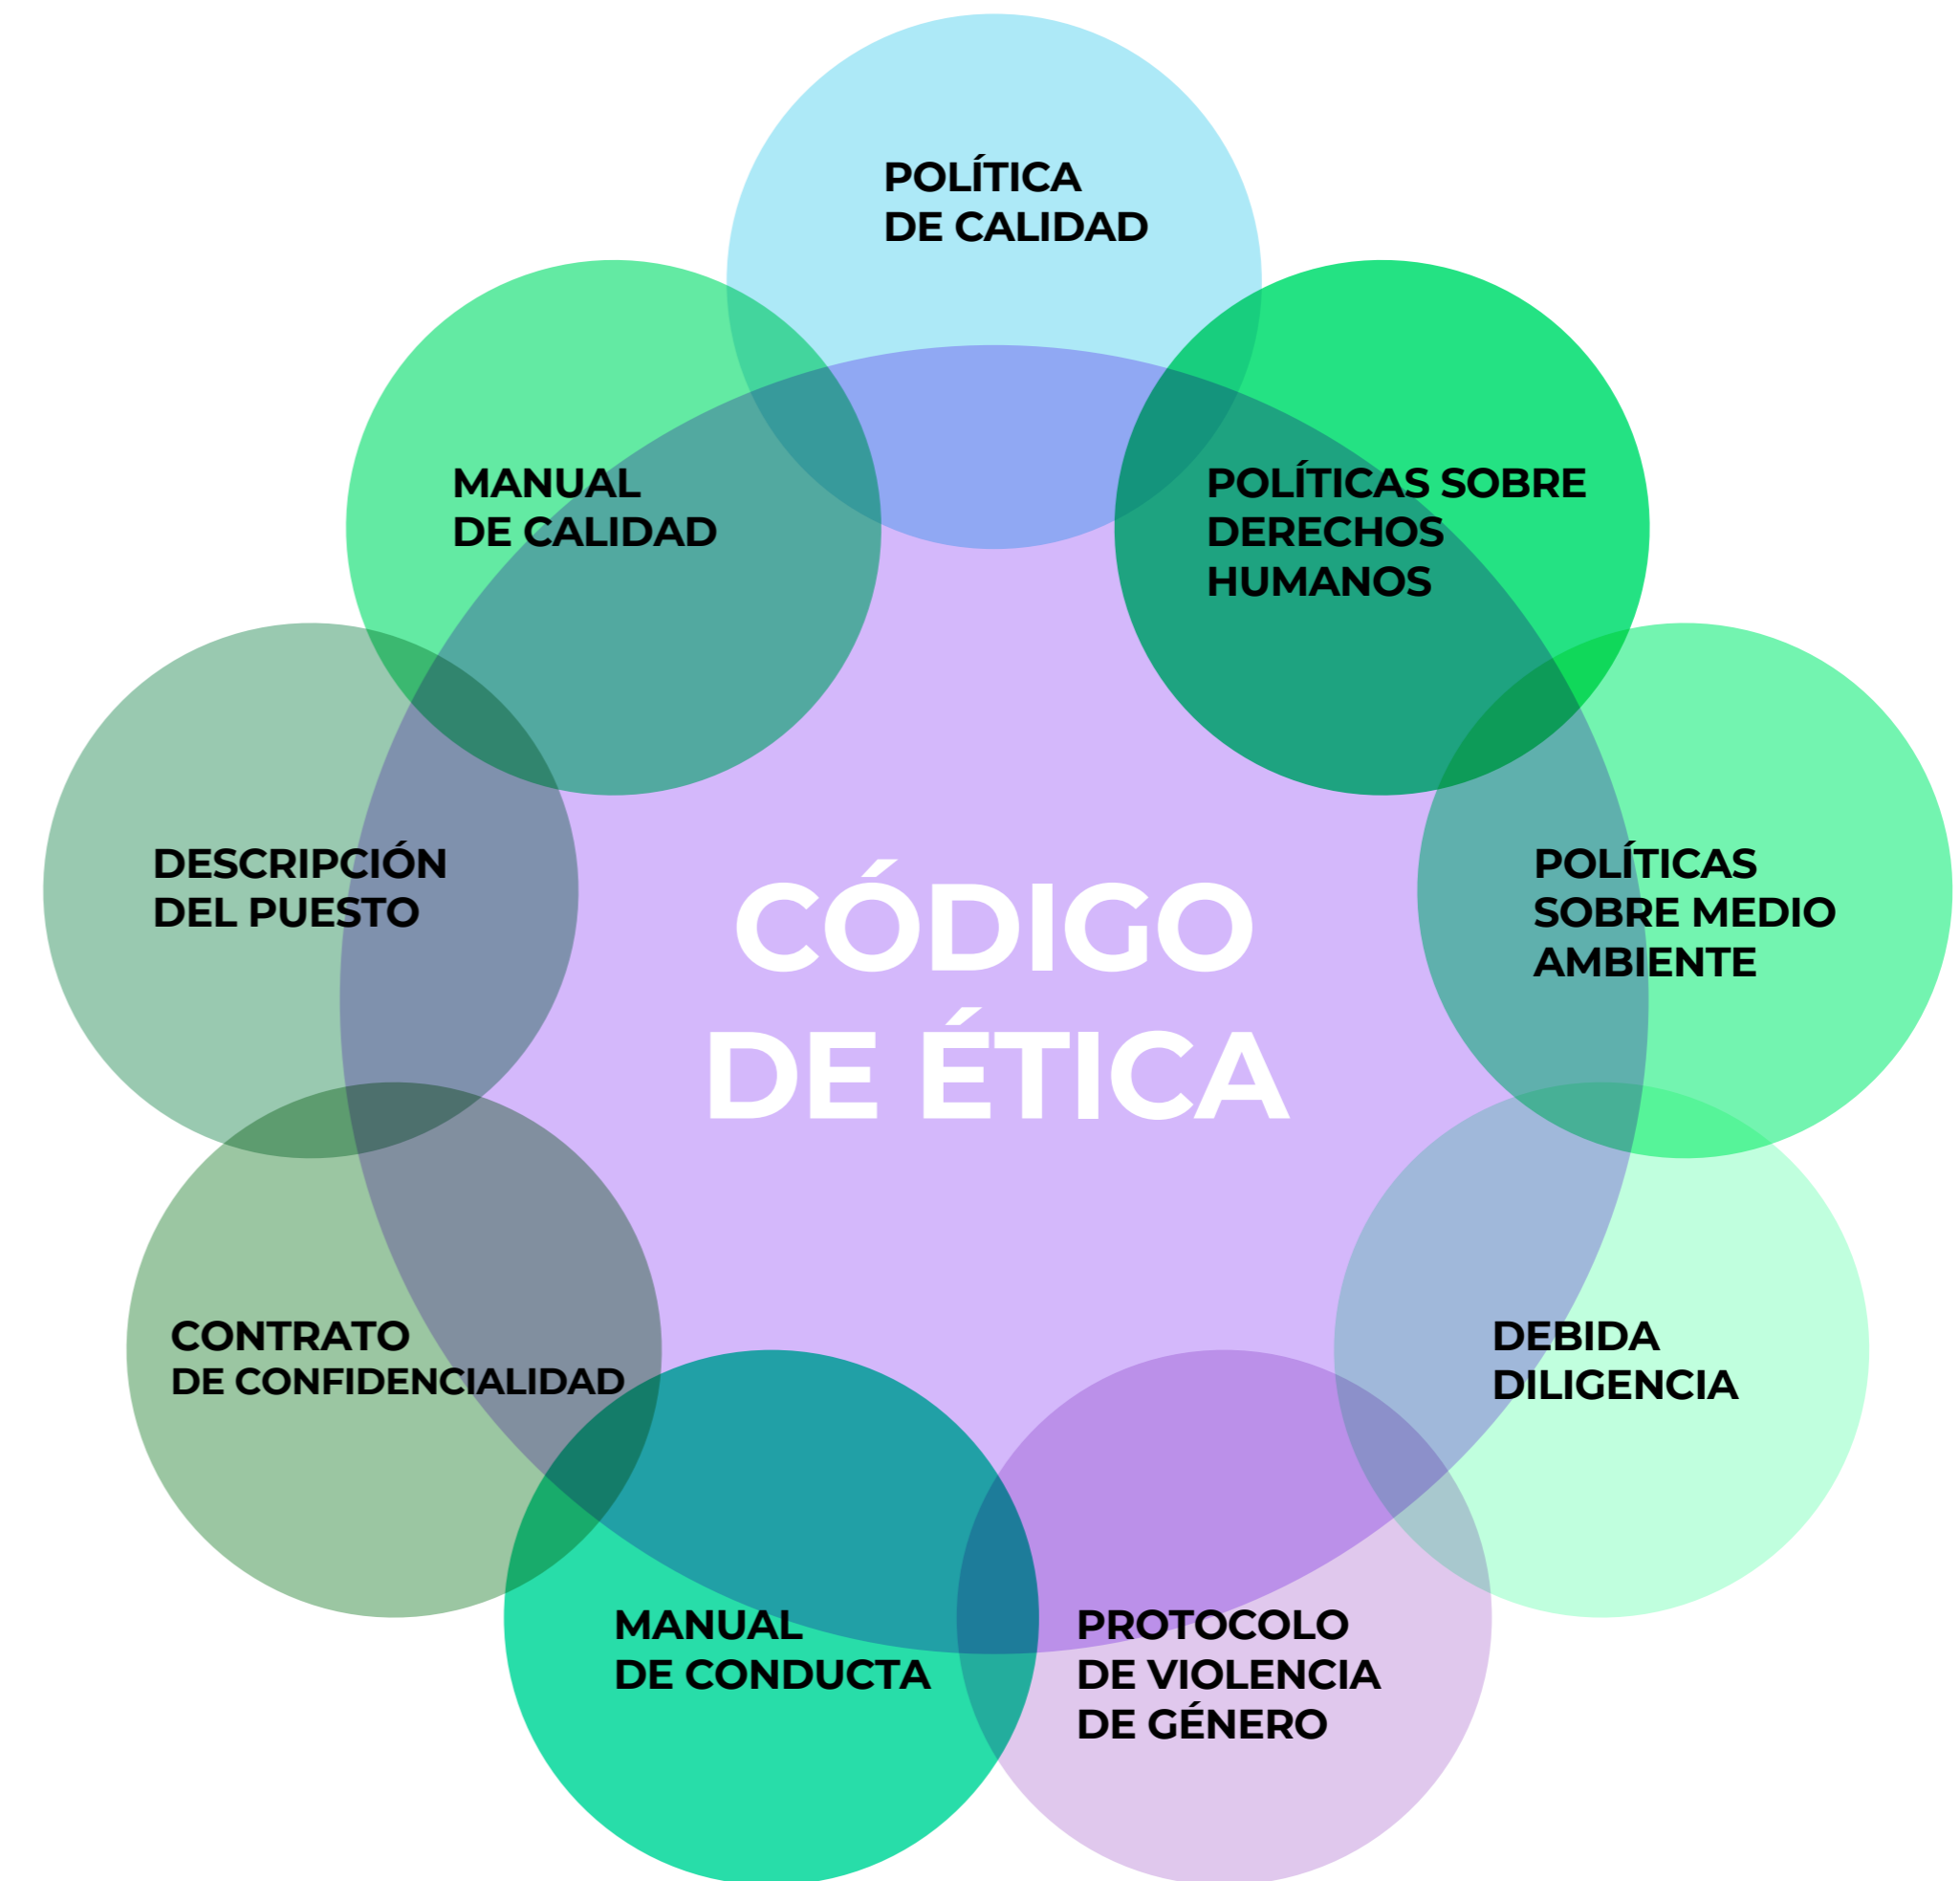 POLÍTICA
DE CALIDAD
MANUAL
DE CALIDAD
POLÍTICAS SOBRE
DERECHOS
HUMANOS
DESCRIPCIÓN
DEL PUESTO
CÓDIGO
DE ÉTICA
POLÍTICAS
SOBRE MEDIO
AMBIENTE
CONTRATO
DE CONFIDENCIALIDAD
DEBIDA
DILIGENCIA
MANUAL
DE CONDUCTA
PROTOCOLO
DE VIOLENCIA
DE GÉNERO